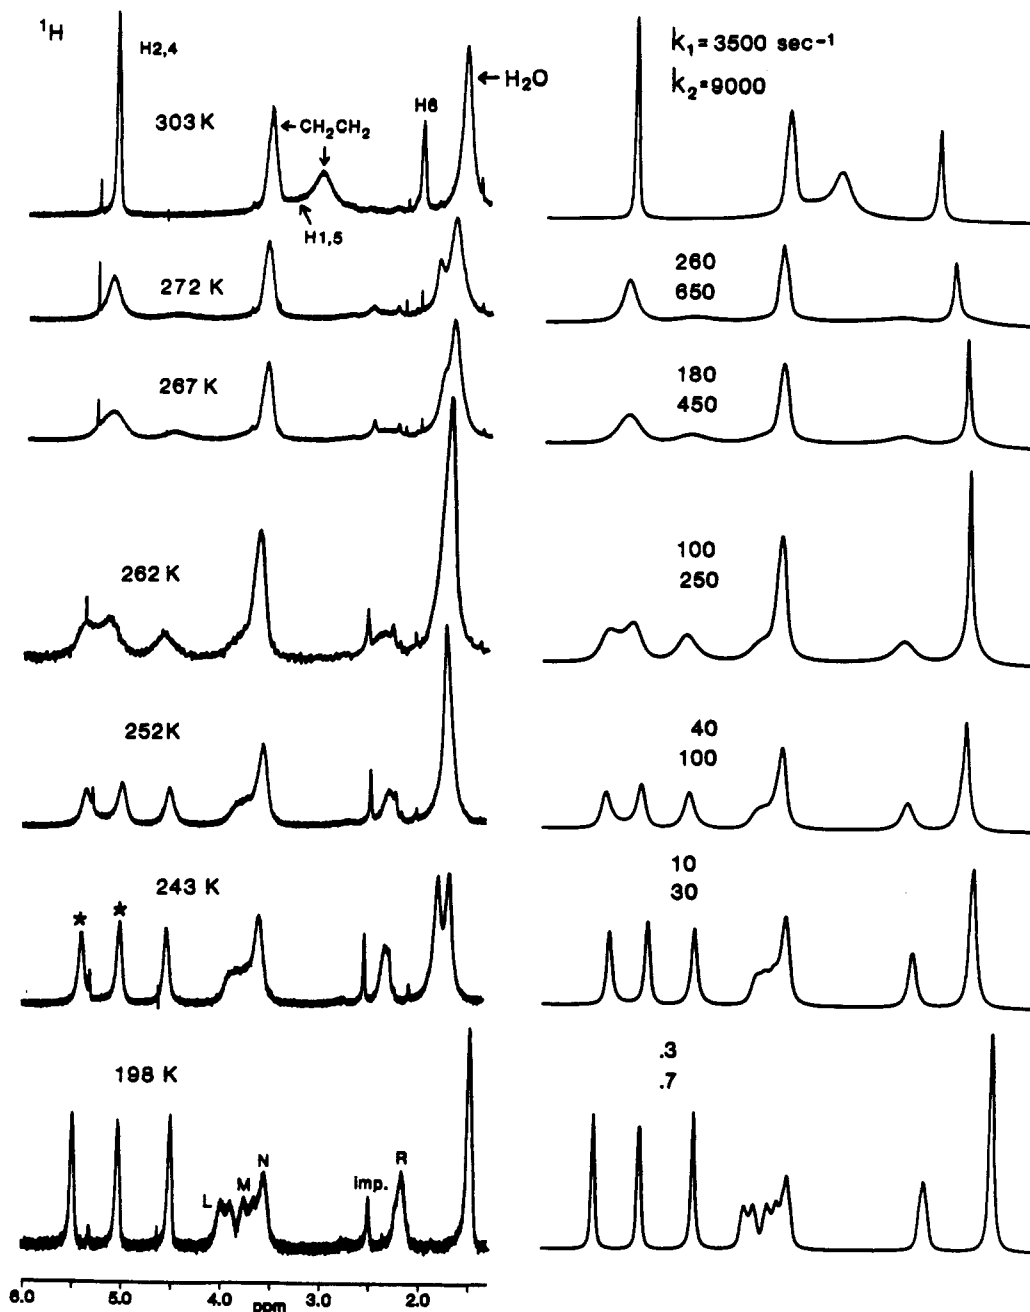 ¹H
H2,4
303 K
←CH₂CH₂
H1,5
H6
←H₂O
k₁=3500 sec⁻¹
k₂=9000
272 K
260
650
267 K
180
450
262 K
100
250
252K
40
100
* *
243 K
10
30
198 K
.3
.7
L
M
N
imp.
R
6.0 5.0 4.0 3.0 2.0
ppm